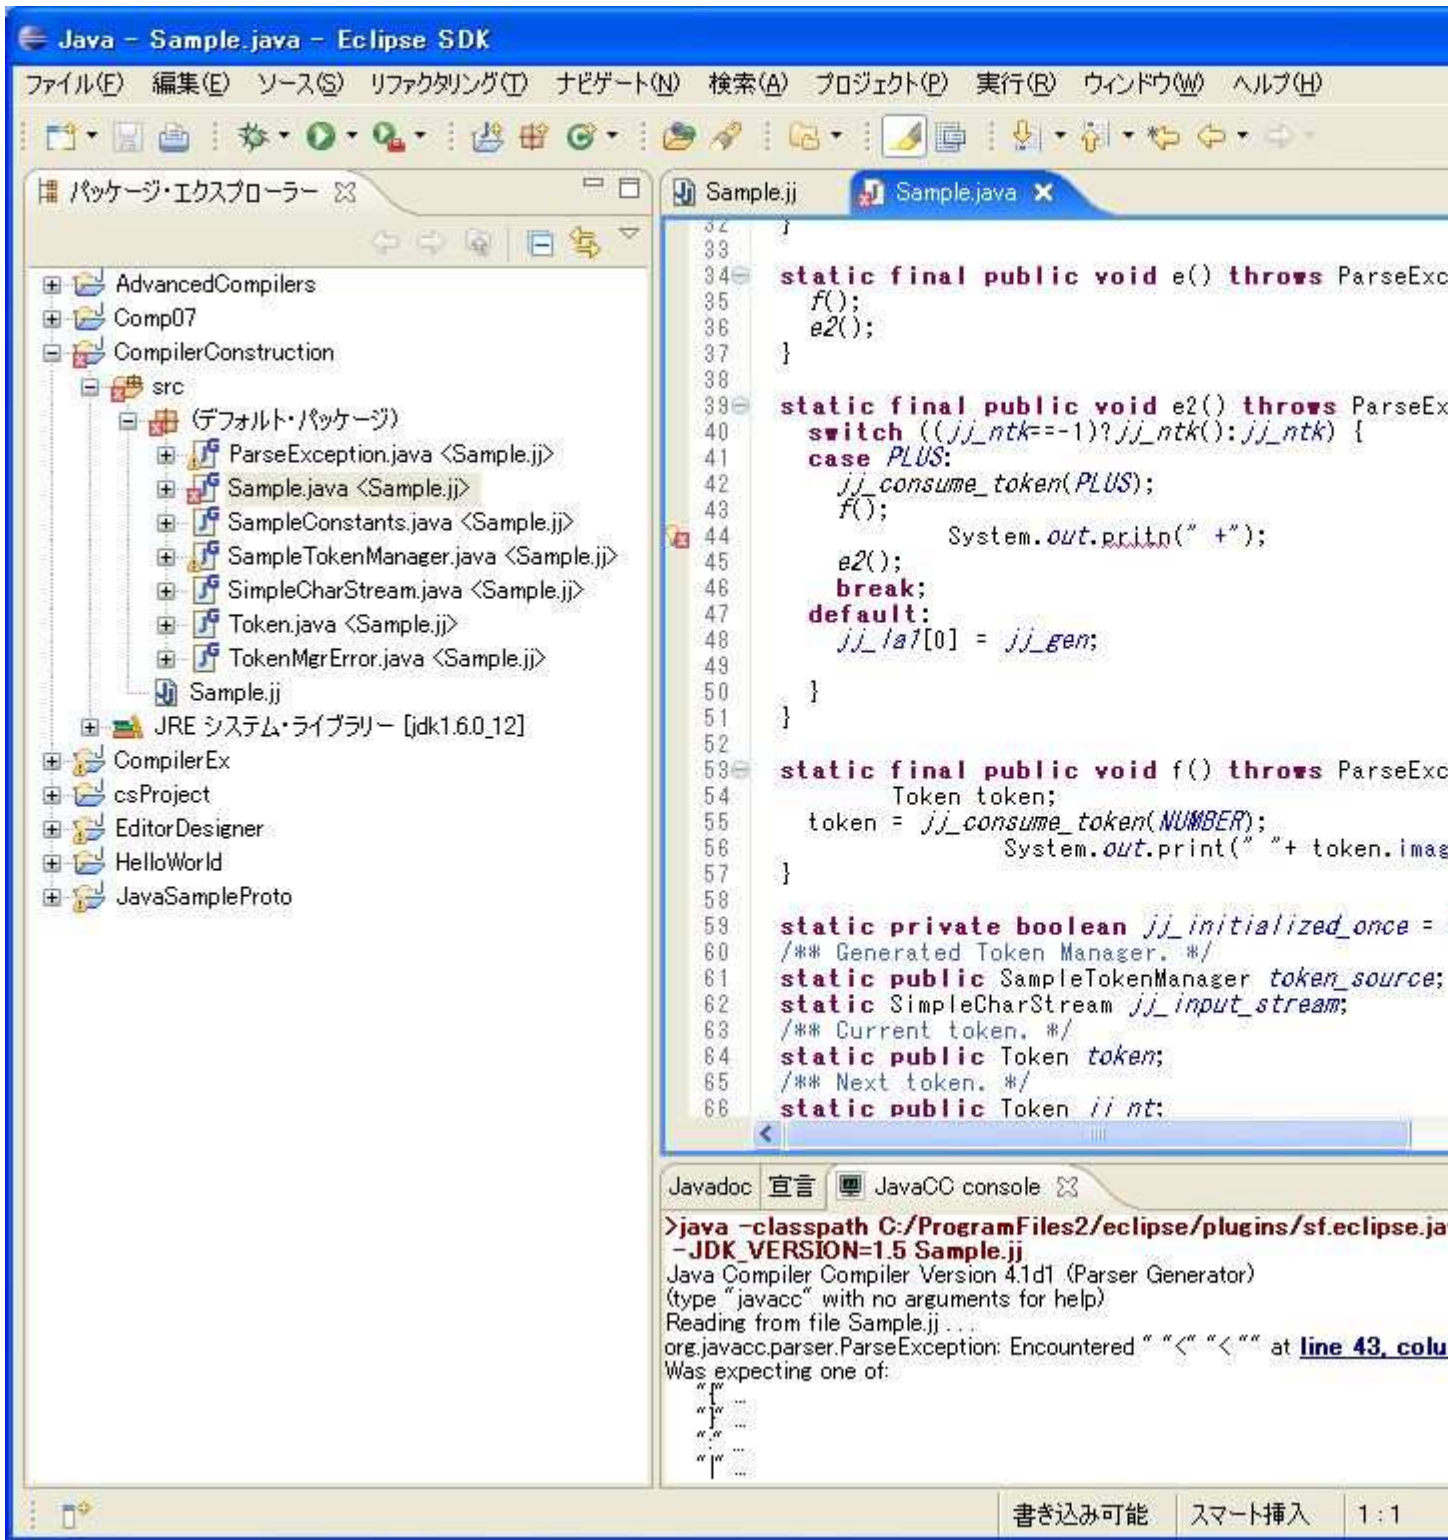 Java - Sample.java - Eclipse SDK
ファイル(F) 編集(E) ソース(S) リファクタリング(T) ナビゲート(N) 検索(A) プロジェクト(P) 実行(R) ウィンドウ(W) ヘルプ(H)
パッケージ・エクスプローラー
AdvancedCompilers
Comp07
CompilerConstruction
src
(デフォルト・パッケージ)
ParseException.java <Sample.jj>
Sample.java <Sample.jj>
SampleConstants.java <Sample.jj>
SampleTokenManager.java <Sample.jj>
SimpleCharStream.java <Sample.jj>
Token.java <Sample.jj>
TokenMgrError.java <Sample.jj>
Sample.jj
JRE システム・ライブラリー [jdk1.6.0_12]
CompilerEx
csProject
EditorDesigner
HelloWorld
JavaSampleProto
Sample.jj Sample.java
32 }
33
34 static final public void e() throws ParseExc
35 f();
36 e2();
37 }
38
39 static final public void e2() throws ParseEx
40 switch ((jj_ntk==-1)?jj_ntk():jj_ntk) {
41 case PLUS:
42 jj_consume_token(PLUS);
43 f();
44 System.out.pritn(" +");
45 e2();
46 break;
47 default:
48 jj_la1[0] = jj_gen;
49
50 }
51 }
52
53 static final public void f() throws ParseExc
54 Token token;
55 token = jj_consume_token(NUMBER);
56 System.out.print(" "+ token.imag
57 }
58
59 static private boolean jj_initialized_once =
60 /** Generated Token Manager. */
61 static public SampleTokenManager token_source;
62 static SimpleCharStream jj_input_stream;
63 /** Current token. */
64 static public Token token;
65 /** Next token. */
66 static public Token jj_nt;
Javadoc 宣言 JavaCC console
>java -classpath C:/ProgramFiles2/eclipse/plugins/sf.eclipse.ja
-JDK_VERSION=1.5 Sample.jj
Java Compiler Compiler Version 4.1d1 (Parser Generator)
(type "javacc" with no arguments for help)
Reading from file Sample.jj . . .
org.javacc.parser.ParseException: Encountered " "<" "< "" at line 43, colu
Was expecting one of:
"{" ...
"}" ...
":" ...
"|" ...
書き込み可能 スマート挿入 1 : 1